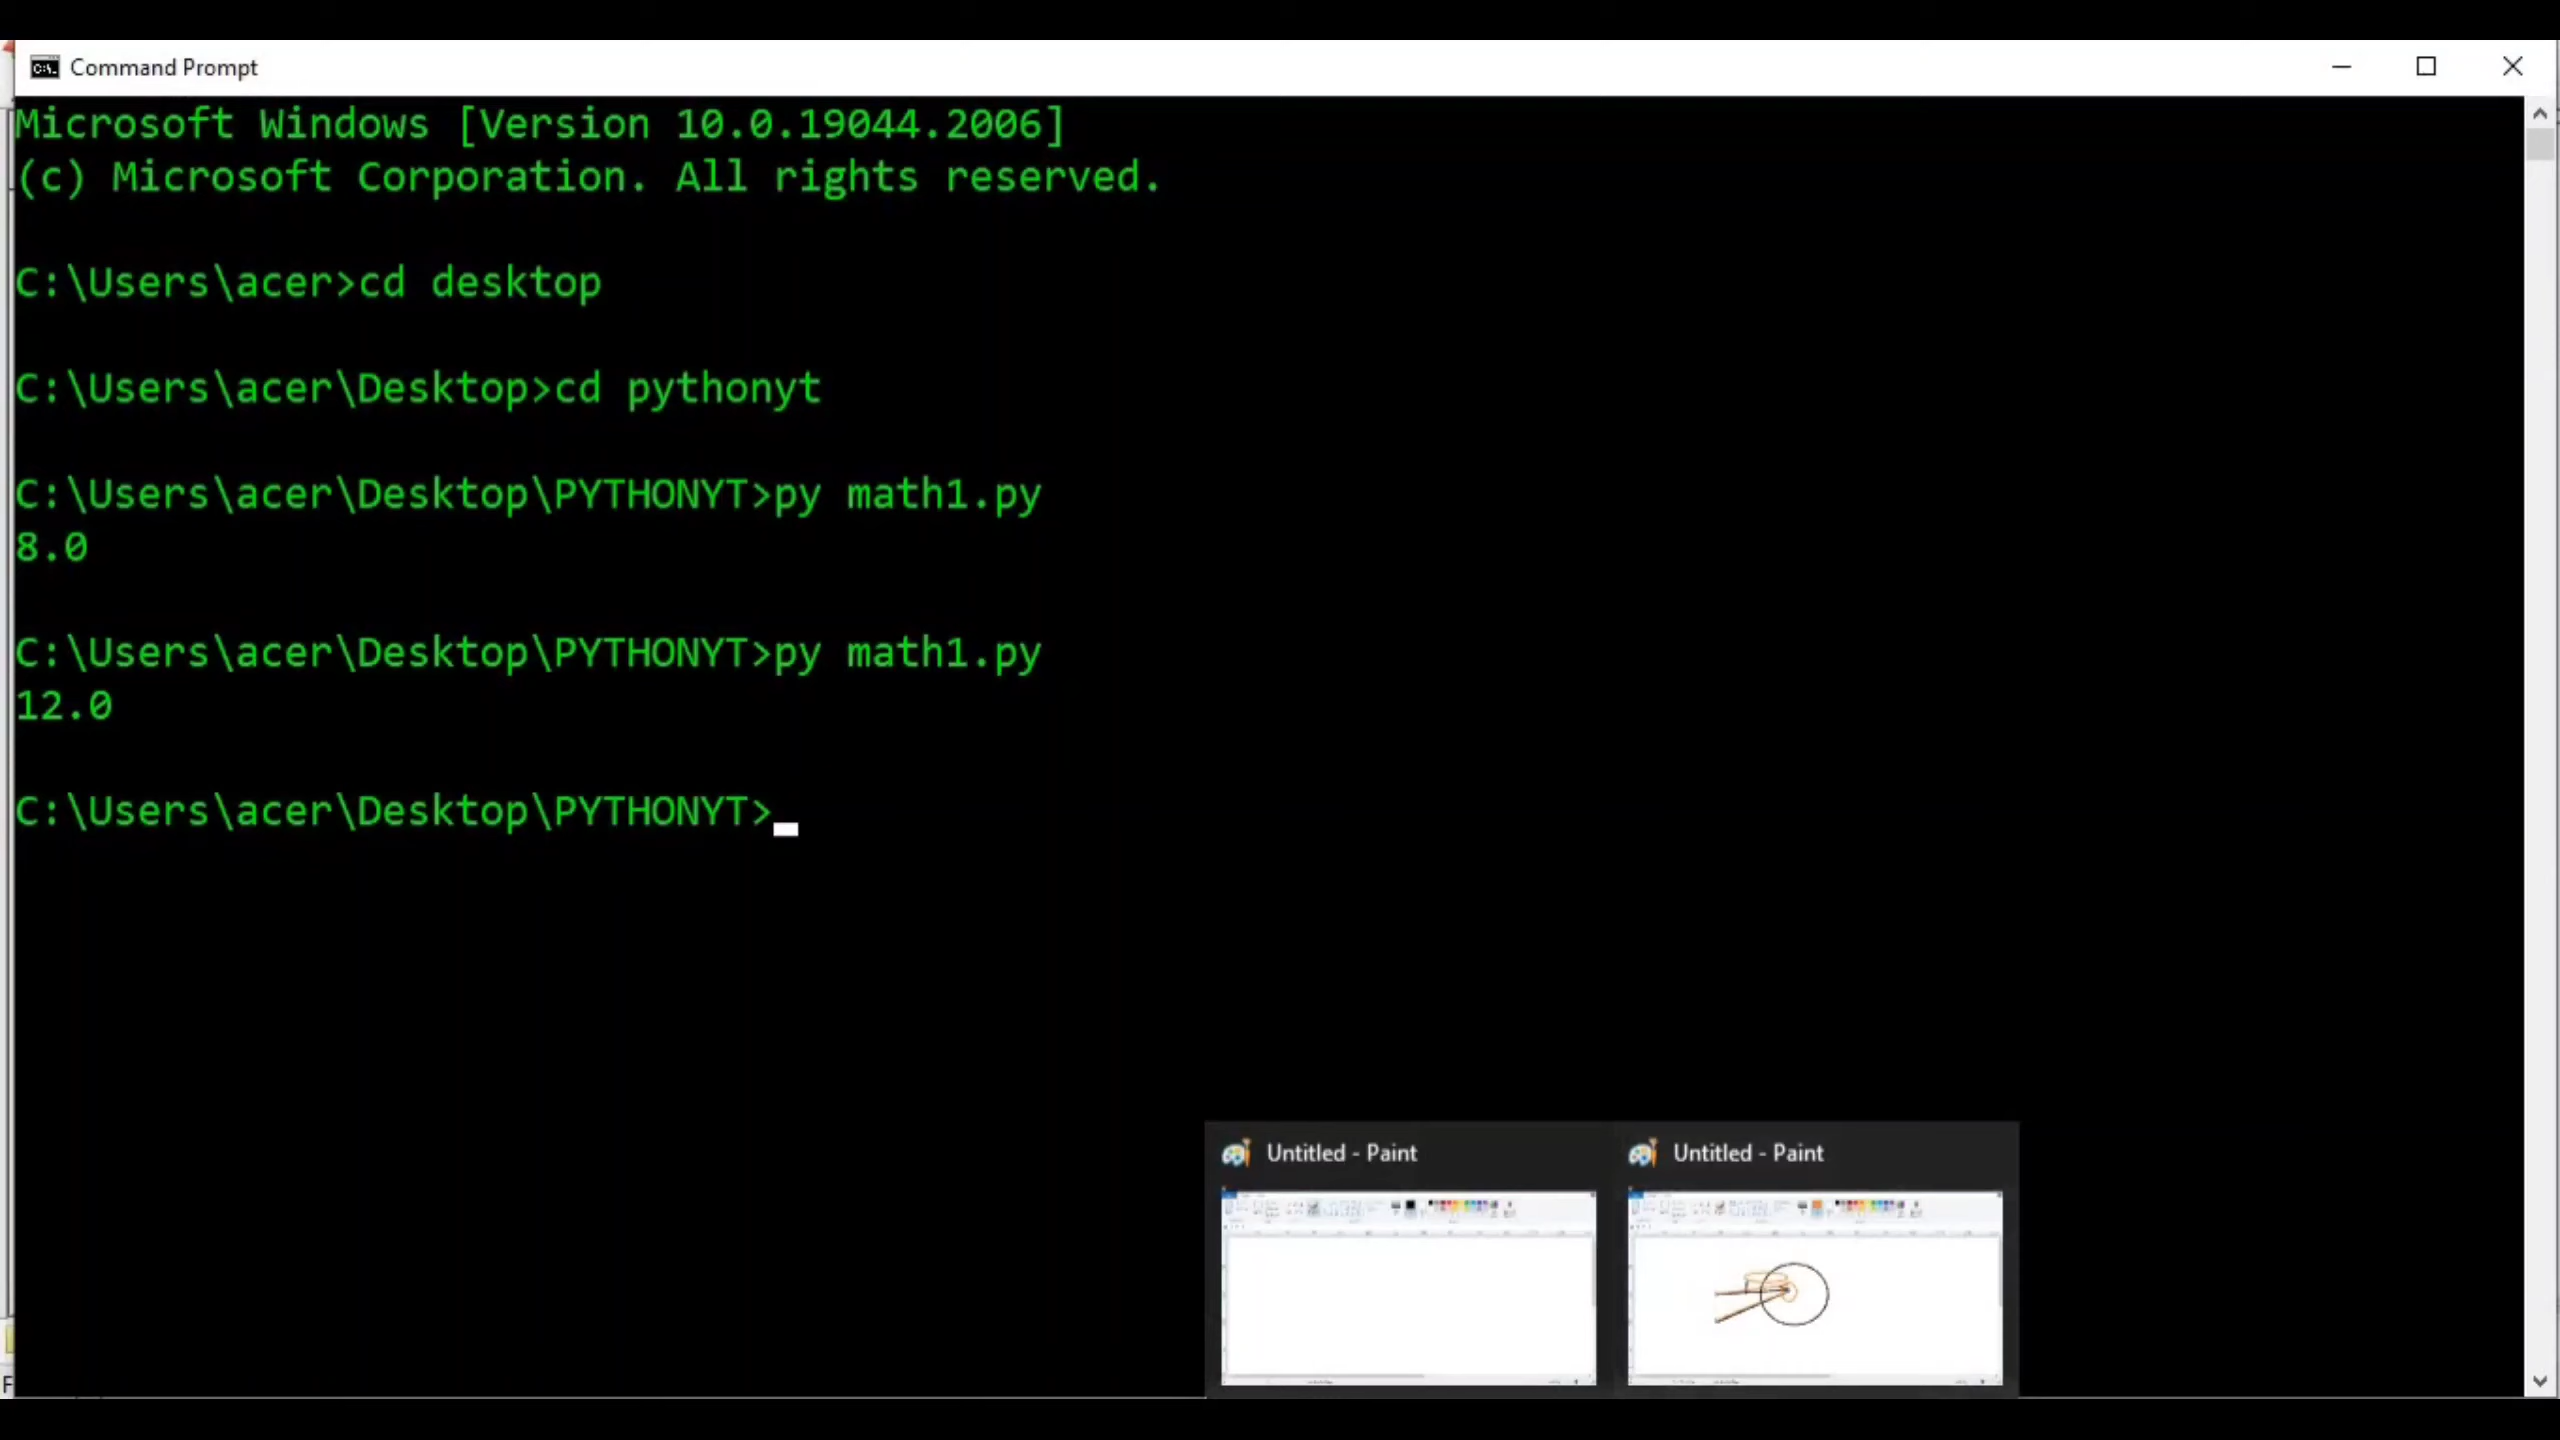 Command Prompt
Microsoft Windows [Version 10.0.19044.2006]
(c) Microsoft Corporation. All rights reserved.
C:\Users\acer>cd desktop
C:\Users\acer\Desktop>cd pythonyt
C:\Users\acer\Desktop\PYTHONYT>py math1.py
8.0
C:\Users\acer\Desktop\PYTHONYT>py math1.py
12.0
C:\Users\acer\Desktop\PYTHONYT>
Untitled - Paint
Untitled - Paint